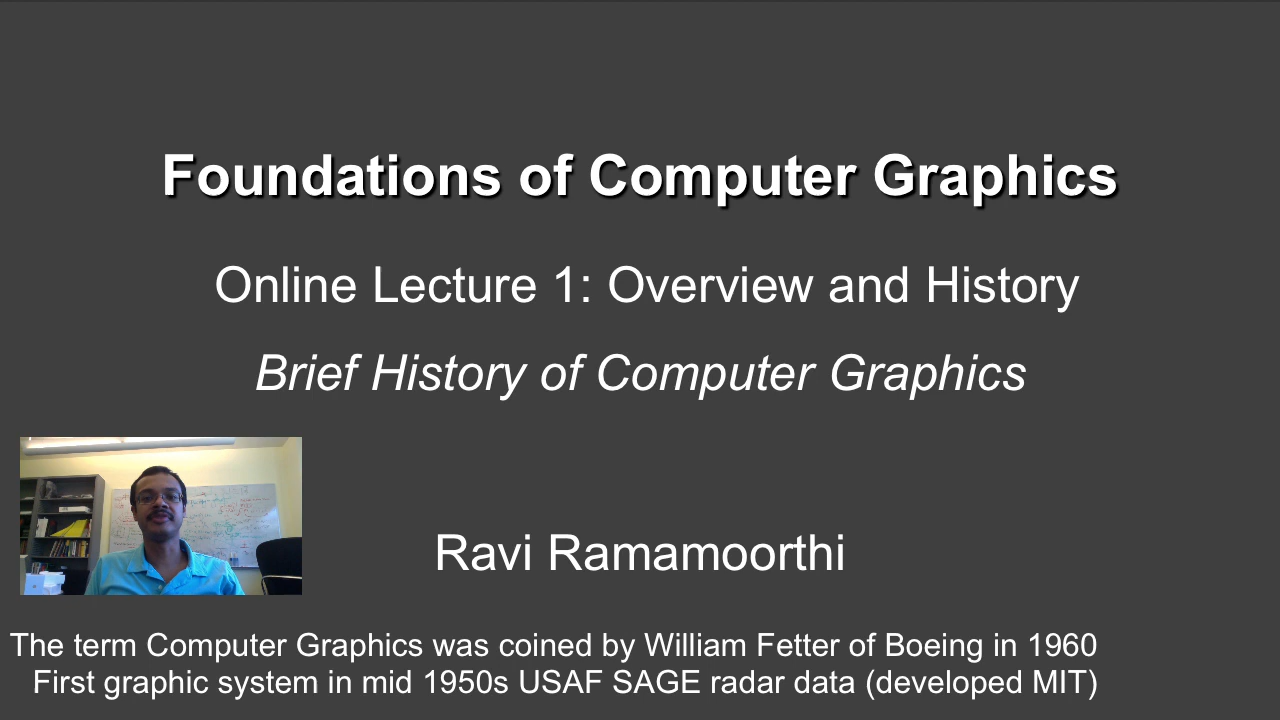 Foundations of Computer Graphics
Online Lecture 1: Overview and History
Brief History of Computer Graphics
Ravi Ramamoorthi
The term Computer Graphics was coined by William Fetter of Boeing in 1960
First graphic system in mid 1950s USAF SAGE radar data (developed MIT)